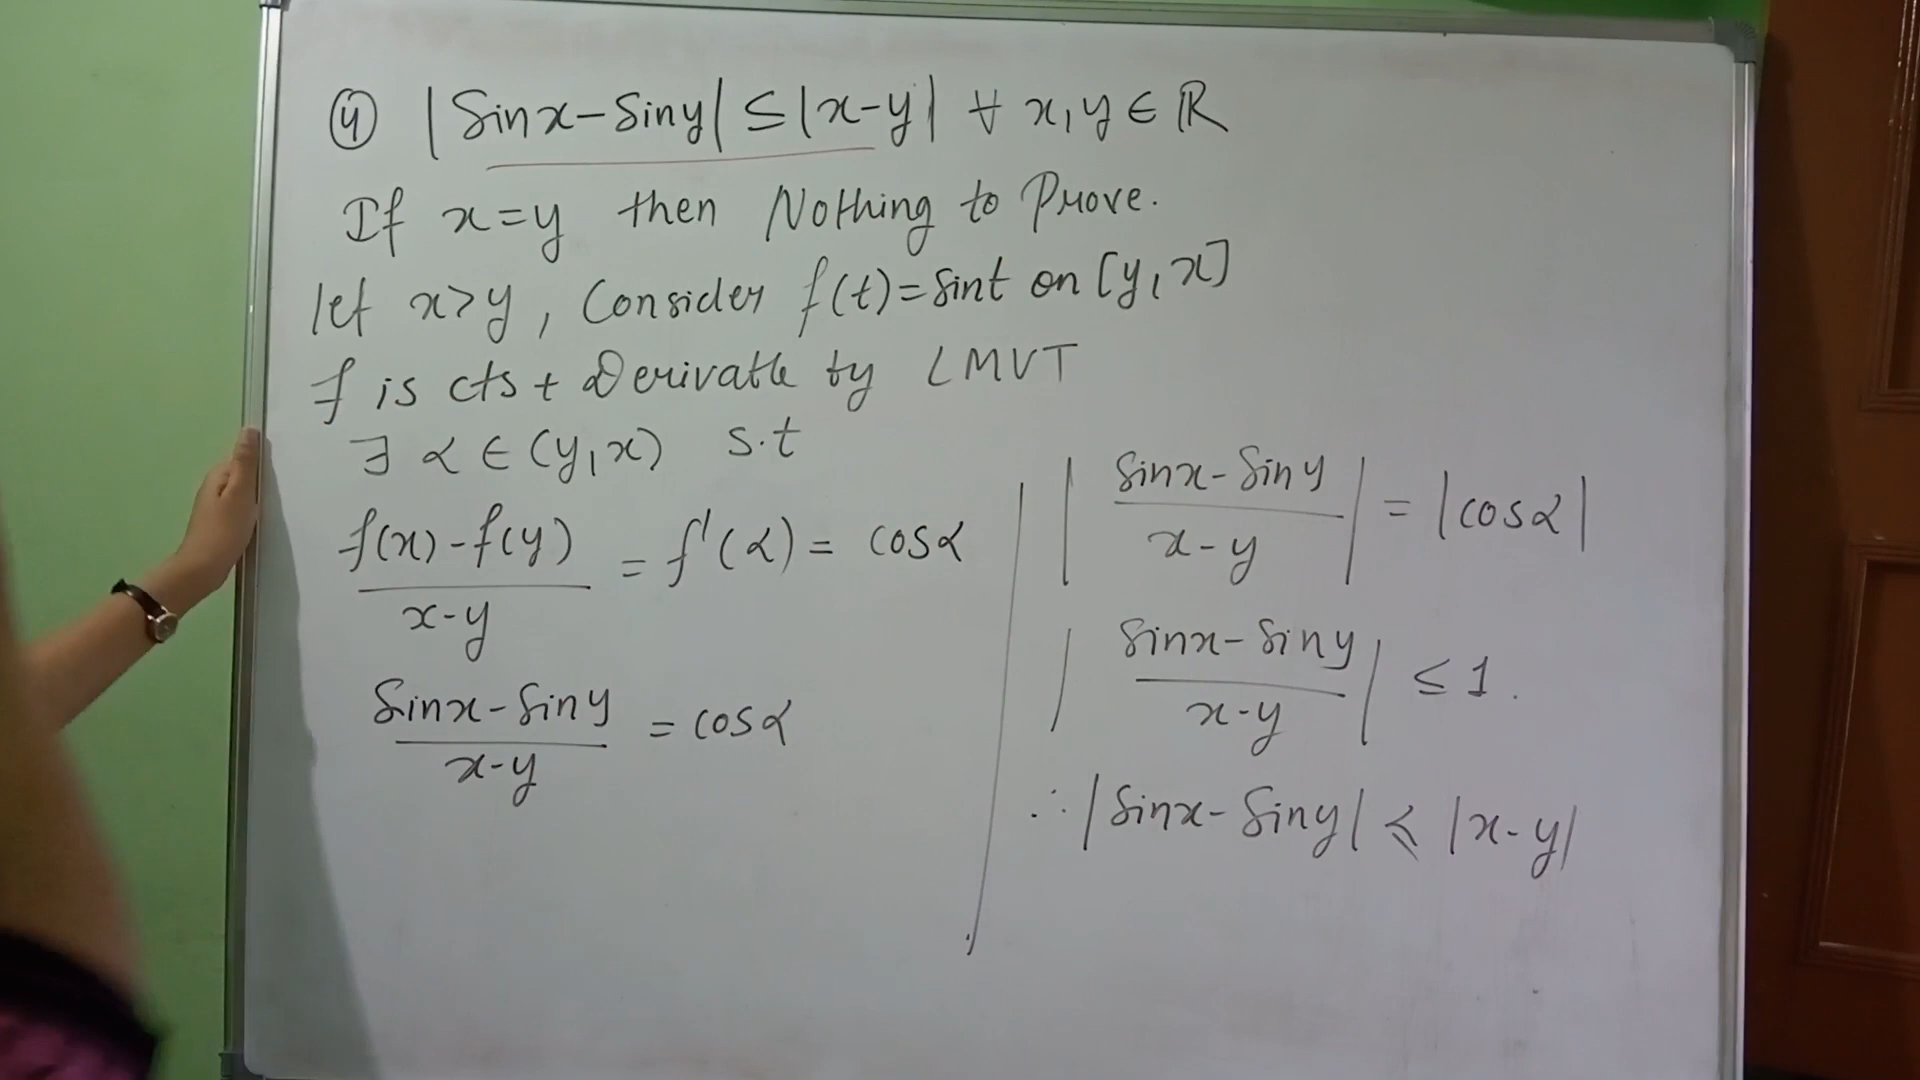 ④ |Sinx-Siny| ≤ |x-y| ∀ x,y ∈ ℝ
If x=y then Nothing to Prove.
let x>y, Consider f(t)=Sint on [y,x]
f is cts + Derivable by LMVT
∃ α ∈ (y,x) s.t
f(x)-f(y) / x-y = f'(α) = cosα
Sinx-Siny / x-y = cosα
| Sinx-Siny / x-y | = |cosα|
| Sinx-Siny / x-y | ≤ 1.
∴ |Sinx-Siny| ≤ |x-y|